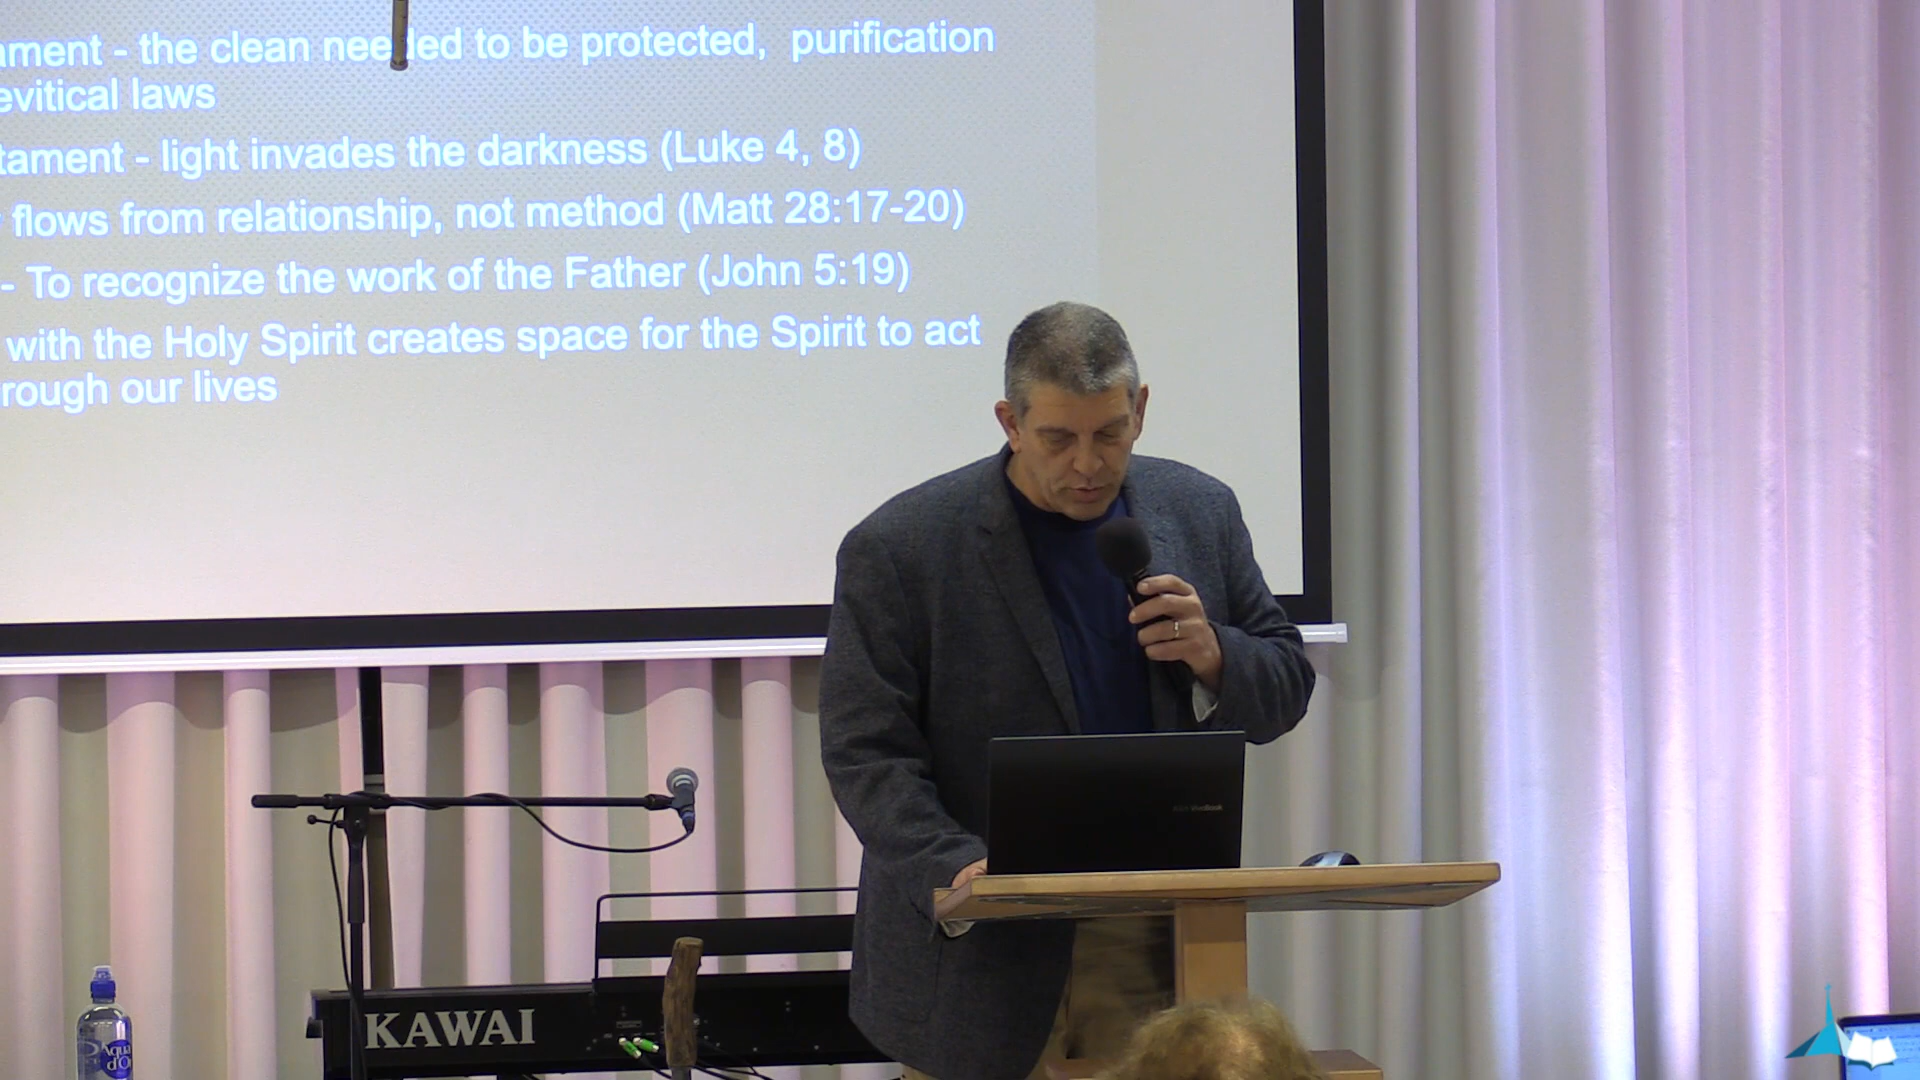 ament - the clean needed to be protected, purification
evitical laws
tament - light invades the darkness (Luke 4, 8)
flows from relationship, not method (Matt 28:17-20)
- To recognize the work of the Father (John 5:19)
with the Holy Spirit creates space for the Spirit to act
rough our lives
KAWAI
Aqua
d'Or